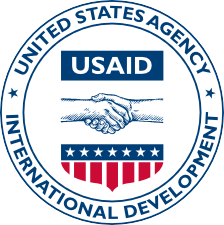 UNITED STATES AGENCY
USAID
INTERNATIONAL DEVELOPMENT